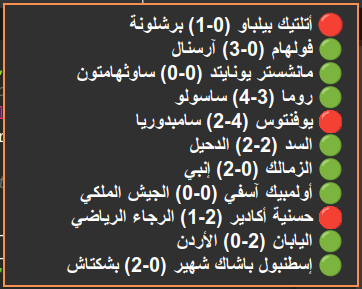 أتلتيك بيلباو (0-1) برشلونة
فولهام (0-3) آرسنال
مانشستر يونايتد (0-0) ساوثهامتون
روما (4-3) ساسولو
يوفنتوس (2-4) سامبدوريا
السد (2-2) الدحيل
الزمالك (0-2) إنبي
أولمبيك آسفي (0-0) الجيش الملكي
حسنية أكادير (2-1) الرجاء الرياضي
اليابان (2-0) الأردن
إسطنبول باشاك شهير (0-2) بشكتاش